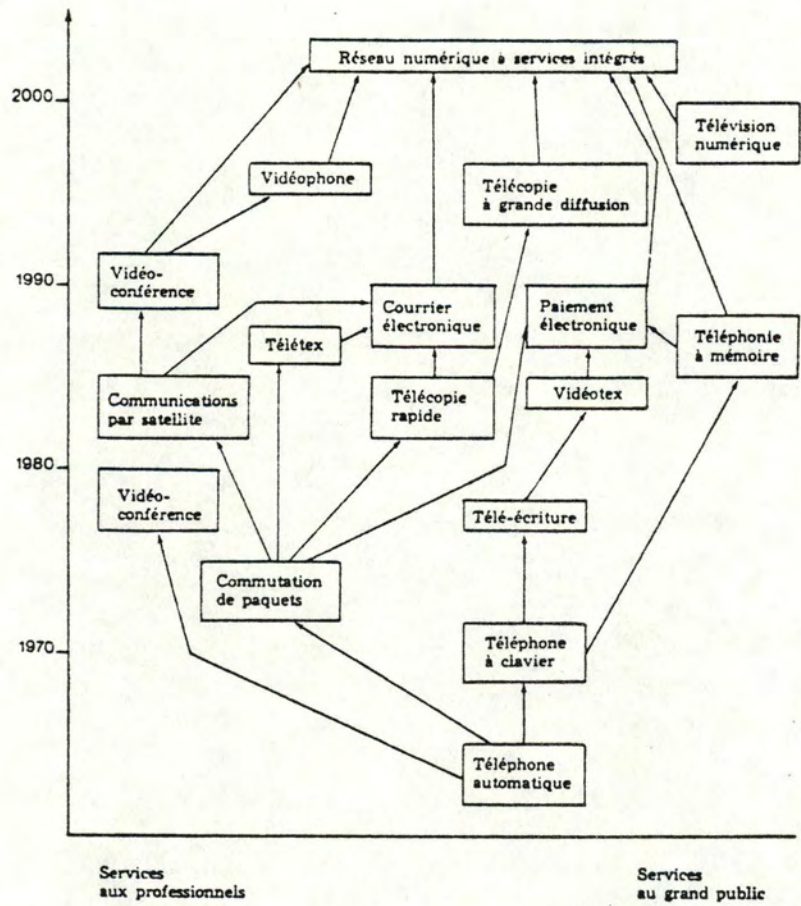 Réseau numérique à services intégrés
2000
Télévision
numérique
Vidéophone
Télécopie
à grande diffusion
1990
Vidéo-
conférence
Courrier
électronique
Paiement
électronique
Télétex
Téléphonie
à mémoire
Communications
par satellite
Télécopie
rapide
Vidéotex
1980
Vidéo-
conférence
Télé-écriture
Commutation
de paquets
1970
Téléphone
à clavier
Téléphone
automatique
Services
aux professionnels
Services
au grand public